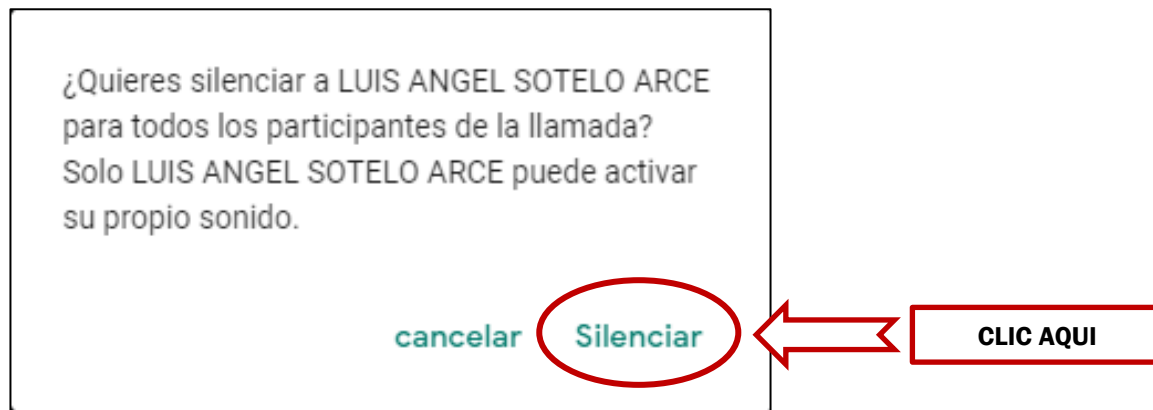 ¿Quieres silenciar a LUIS ANGEL SOTELO ARCE
para todos los participantes de la llamada?
Solo LUIS ANGEL SOTELO ARCE puede activar
su propio sonido.
cancelar Silenciar
CLIC AQUI